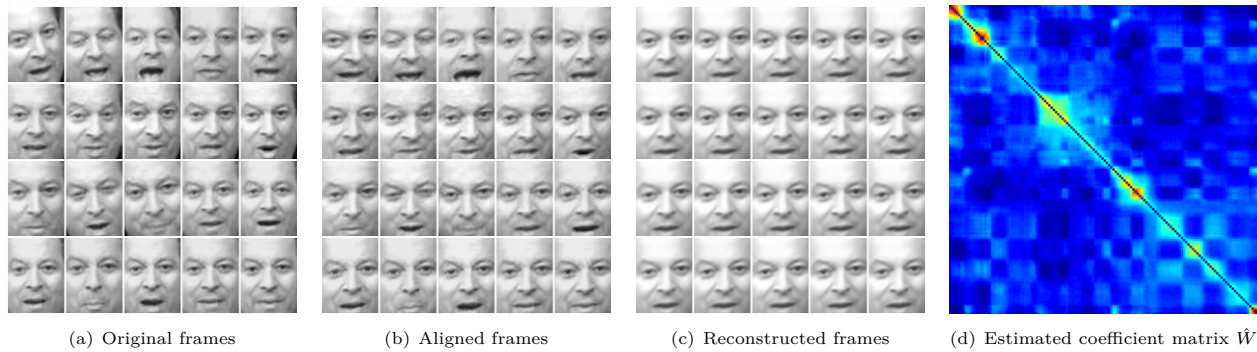 (a) Original frames
(b) Aligned frames
(c) Reconstructed frames
(d) Estimated coefficient matrix Ŵ